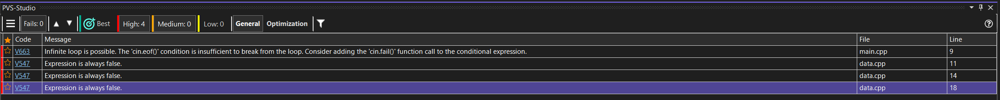 PVS-Studio
Fails: 0 Best High: 4 Medium: 0 Low: 0 General Optimization
Code Message File Line
V663 Infinite loop is possible. The 'cin.eof()' condition is insufficient to break from the loop. Consider adding the 'cin.fail()' function call to the conditional expression. main.cpp 9
V547 Expression is always false. data.cpp 11
V547 Expression is always false. data.cpp 14
V547 Expression is always false. data.cpp 18